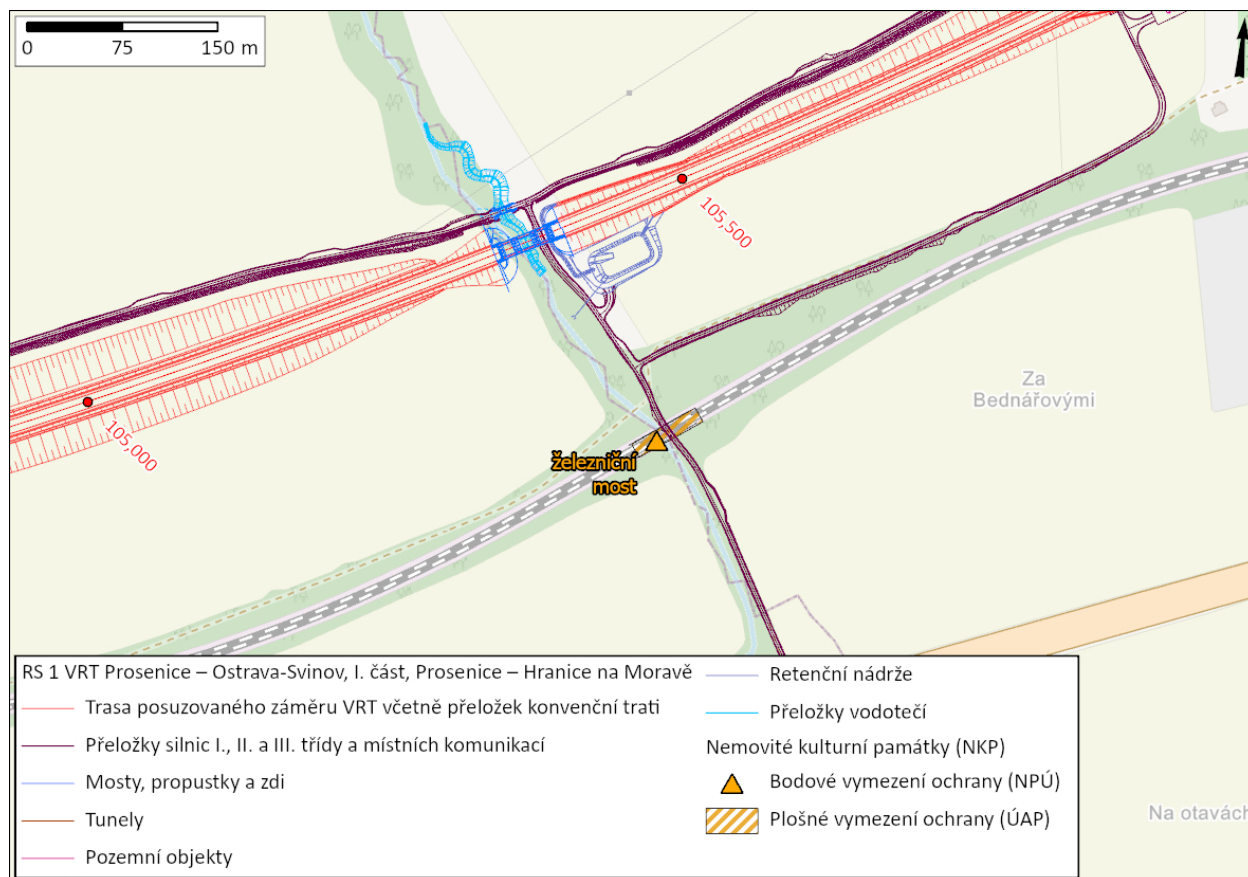 0 75 150 m
105,500
105,000
Za
Bednářovými
železniční
most
RS 1 VRT Prosenice – Ostrava-Svinov, I. část, Prosenice – Hranice na Moravě
Trasa posuzovaného záměru VRT včetně přeložek konvenční trati
Přeložky silnic I., II. a III. třídy a místních komunikací
Mosty, propustky a zdi
Tunely
Pozemní objekty
Retenční nádrže
Přeložky vodotečí
Nemovité kulturní památky (NKP)
Bodové vymezení ochrany (NPÚ)
Plošné vymezení ochrany (ÚAP)
Na otavách